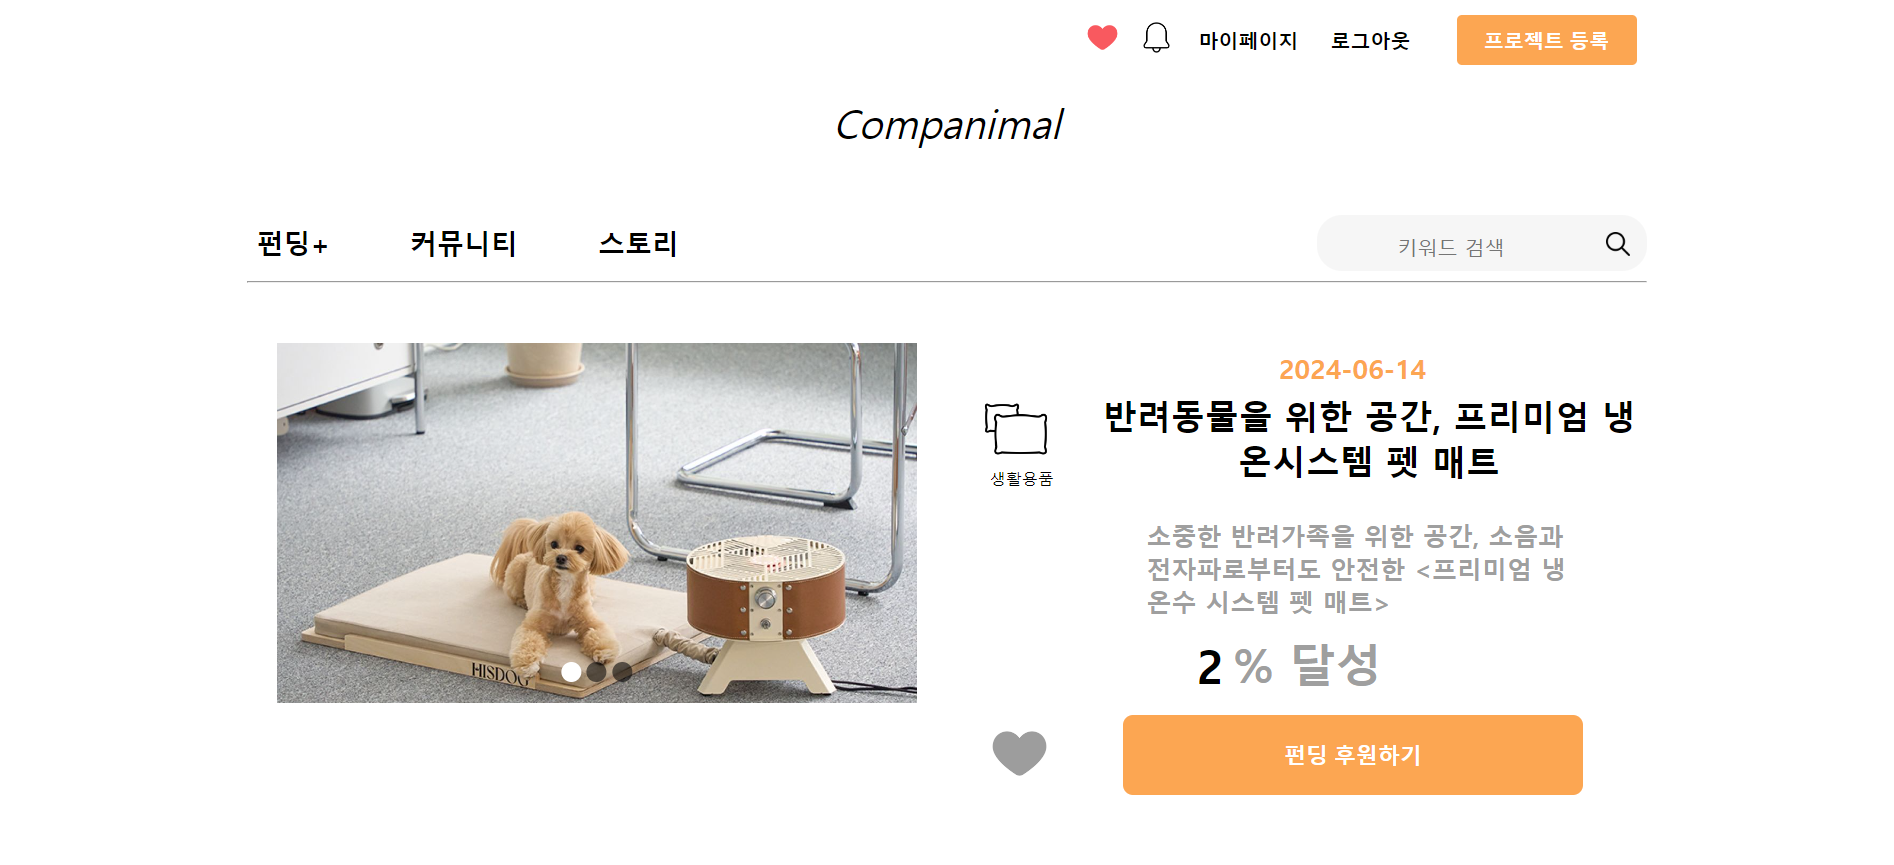 마이페이지 로그아웃 프로젝트 등록
Companimal
펀딩+ 커뮤니티 스토리 키워드 검색
2024-06-14
반려동물을 위한 공간, 프리미엄 냉
온시스템 펫 매트
생활용품
소중한 반려가족을 위한 공간, 소음과
전자파로부터도 안전한 <프리미엄 냉
온수 시스템 펫 매트>
2 % 달성
HISDOG
펀딩 후원하기